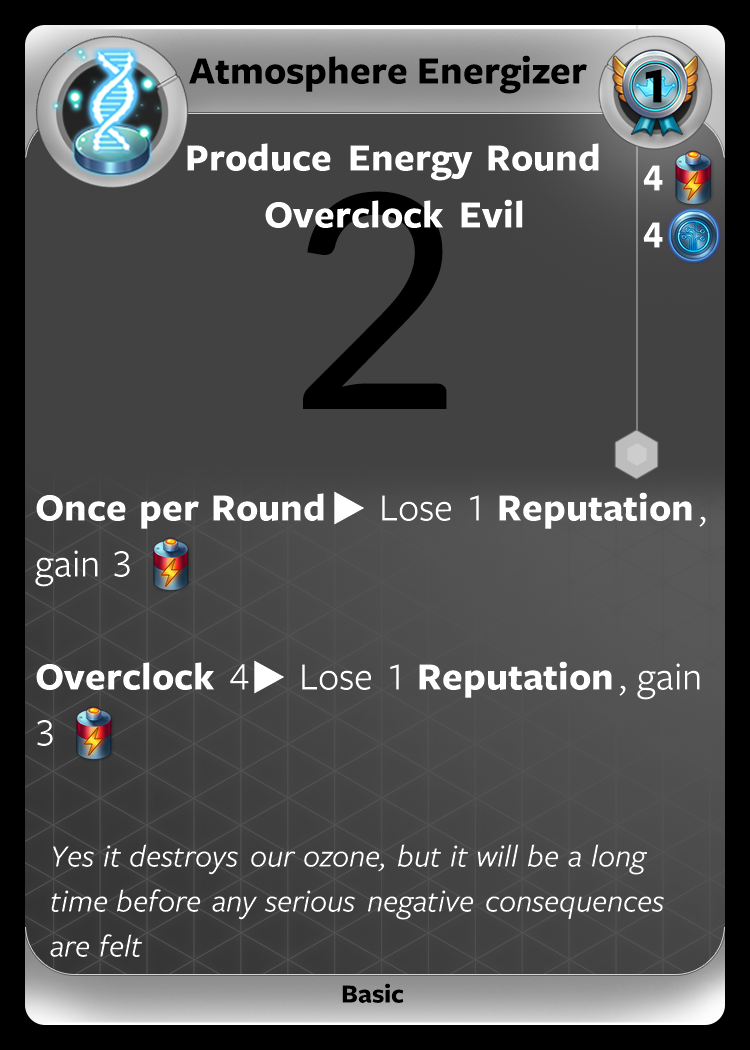 Atmosphere Energizer
1
Produce Energy Round
4
Overclock Evil
4
2
Once per Round▶ Lose 1 Reputation,
gain 3
Overclock 4▶ Lose 1 Reputation, gain
3
Yes it destroys our ozone, but it will be a long
time before any serious negative consequences
are felt
Basic